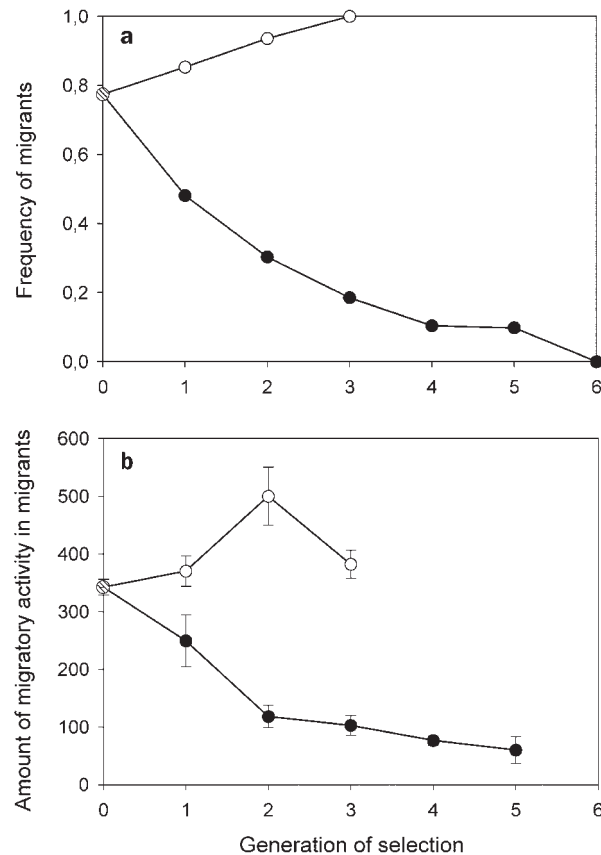 a
Frequency of migrants
1,0
0,8
0,6
0,4
0,2
0,0
0 1 2 3 4 5 6
b
Amount of migratory activity in migrants
600
500
400
300
200
100
0
0 1 2 3 4 5 6
Generation of selection